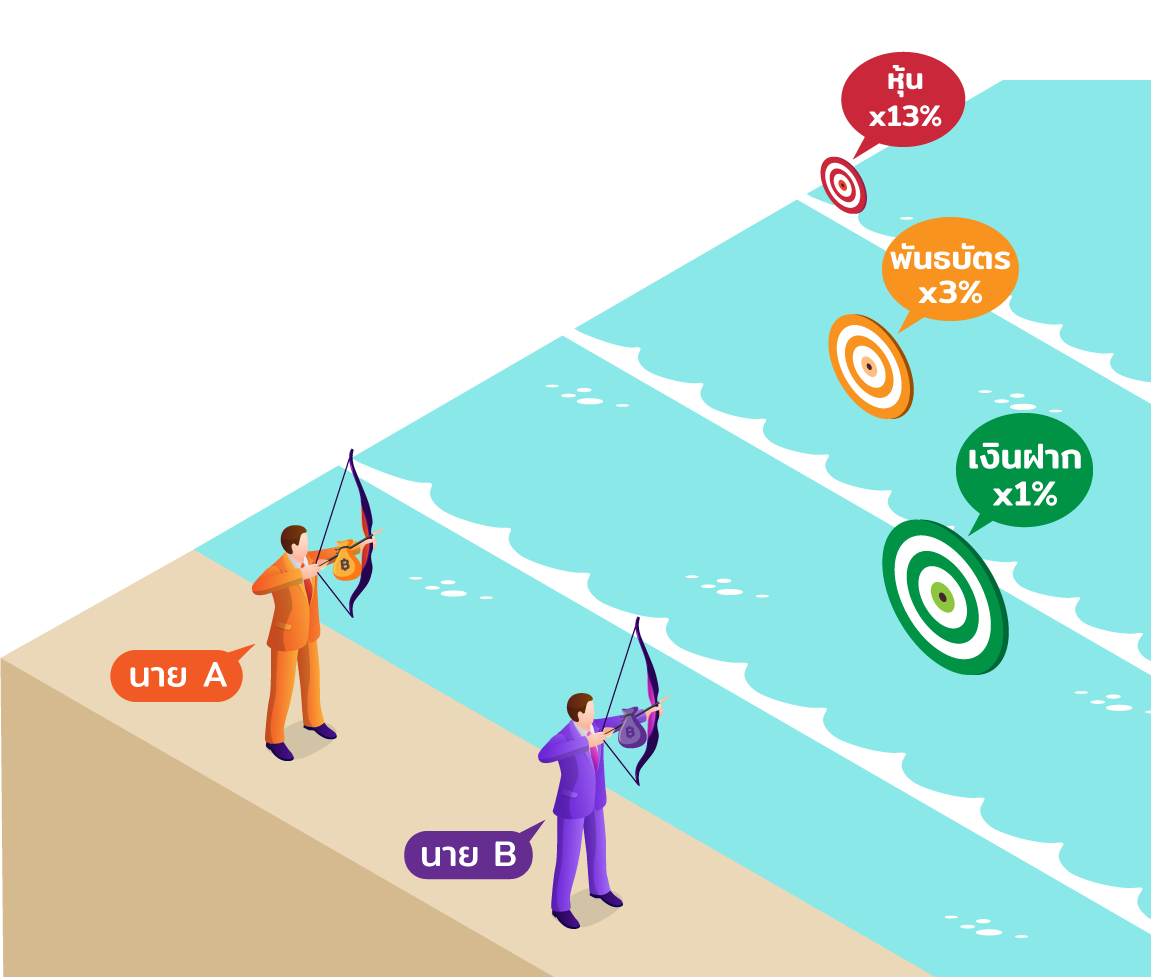 หุ้น
x13%
พันธบัตร
x3%
เงินฝาก
x1%
฿
นาย A
฿
นาย B